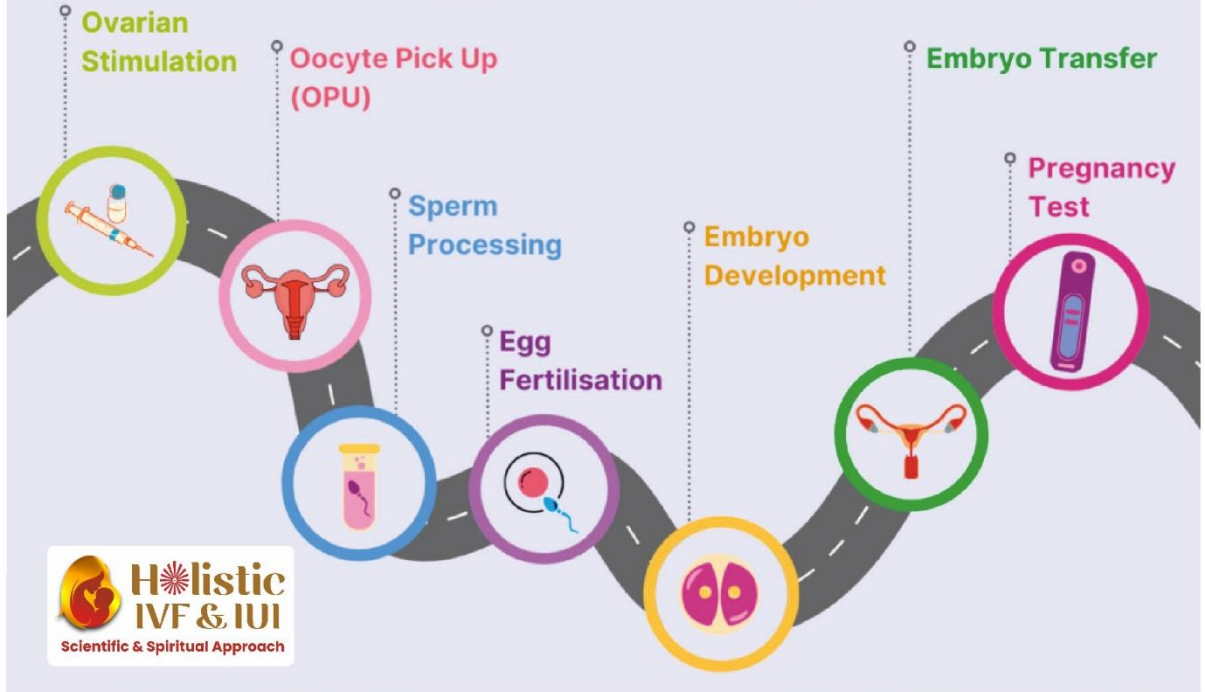 Ovarian
Stimulation
Oocyte Pick Up
(OPU)
Sperm
Processing
Egg
Fertilisation
Embryo
Development
Embryo Transfer
Pregnancy
Test
Holistic
IVF & IUI
Scientific & Spiritual Approach